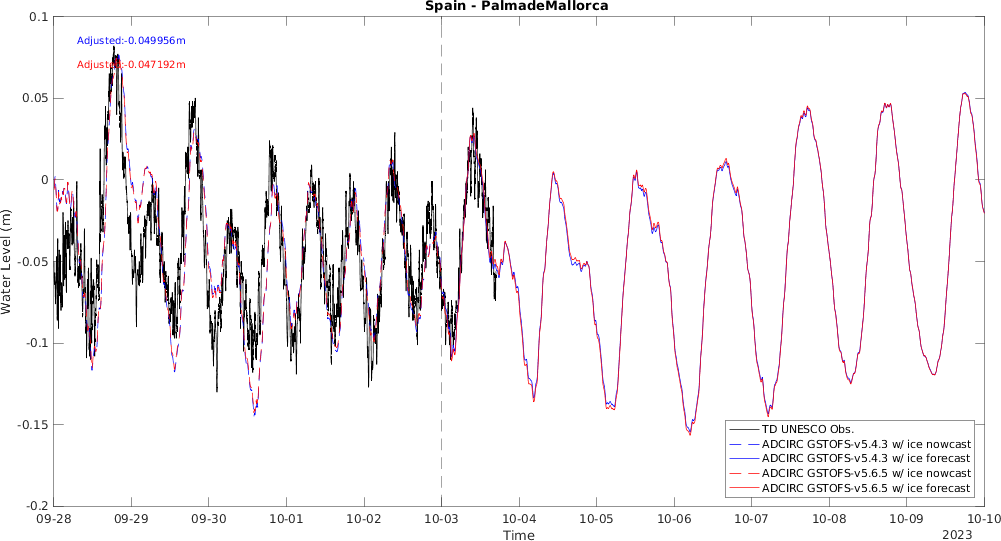 Spain - PalmadeMallorca
Adjusted:-0.049956m
Adjusted:-0.047192m
Water Level (m)
0.1
0.05
0
-0.05
-0.1
-0.15
-0.2
TD UNESCO Obs.
ADCIRC GSTOFS-v5.4.3 w/ ice nowcast
ADCIRC GSTOFS-v5.4.3 w/ ice forecast
ADCIRC GSTOFS-v5.6.5 w/ ice nowcast
ADCIRC GSTOFS-v5.6.5 w/ ice forecast
09-28 09-29 09-30 10-01 10-02 10-03 10-04 10-05 10-06 10-07 10-08 10-09 10-10
Time
2023